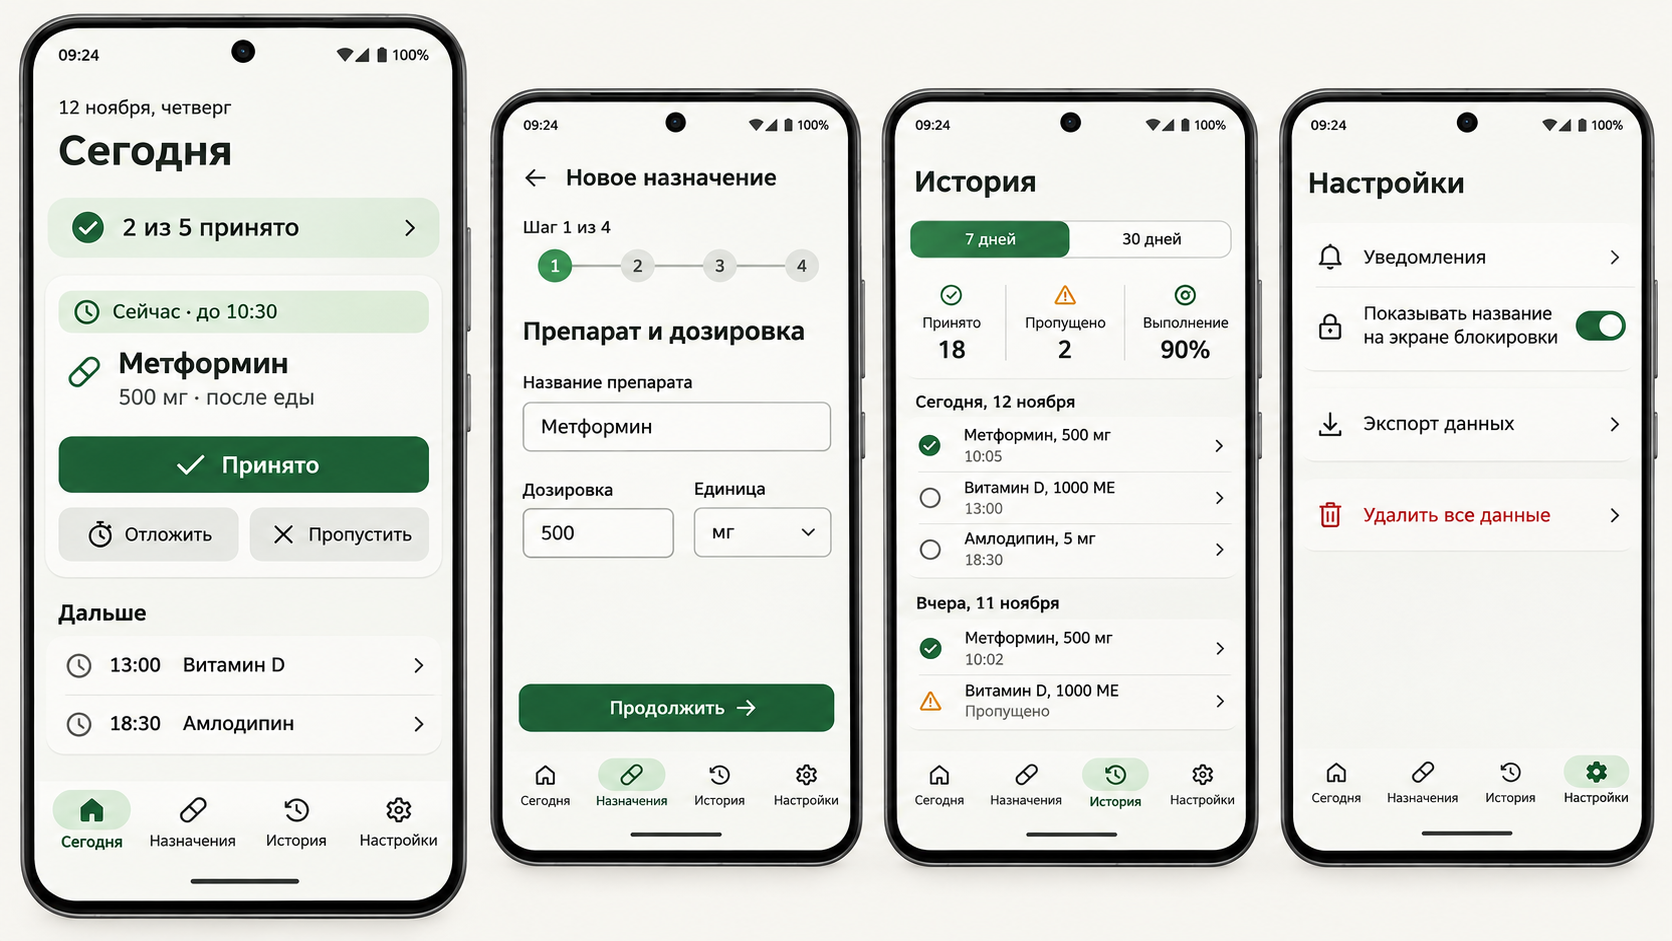 09:24
100%
12 ноября, четверг
Сегодня
2 из 5 принято
Сейчас · до 10:30
Метформин
500 мг · после еды
Принято
Отложить
Пропустить
Дальше
13:00 Витамин D
18:30 Амлодипин
Сегодня
Назначения
История
Настройки
09:24
100%
Новое назначение
Шаг 1 из 4
1
2
3
4
Препарат и дозировка
Название препарата
Метформин
Дозировка
Единица
500
мг
Продолжить
Сегодня
Назначения
История
Настройки
09:24
100%
История
7 дней
30 дней
Принято
18
Пропущено
2
Выполнение
90%
Сегодня, 12 ноября
Метформин, 500 мг
10:05
Витамин D, 1000 МЕ
13:00
Амлодипин, 5 мг
18:30
Вчера, 11 ноября
Метформин, 500 мг
10:02
Витамин D, 1000 МЕ
Пропущено
Сегодня
Назначения
История
Настройки
09:24
100%
Настройки
Уведомления
Показывать название
на экране блокировки
Экспорт данных
Удалить все данные
Сегодня
Назначения
История
Настройки